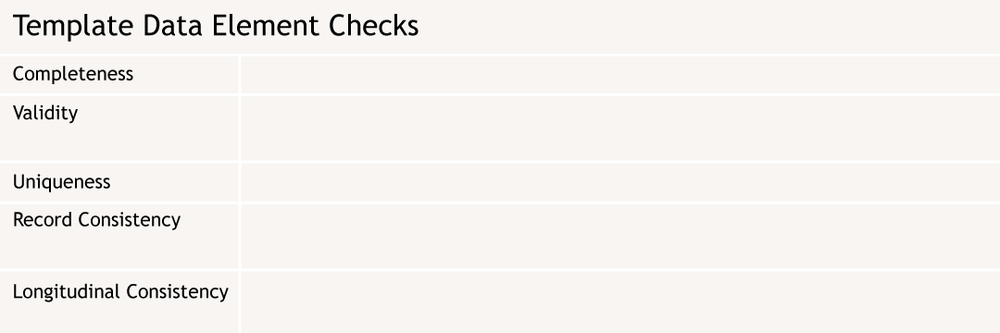 Template Data Element Checks
Completeness
Validity
Uniqueness
Record Consistency
Longitudinal Consistency